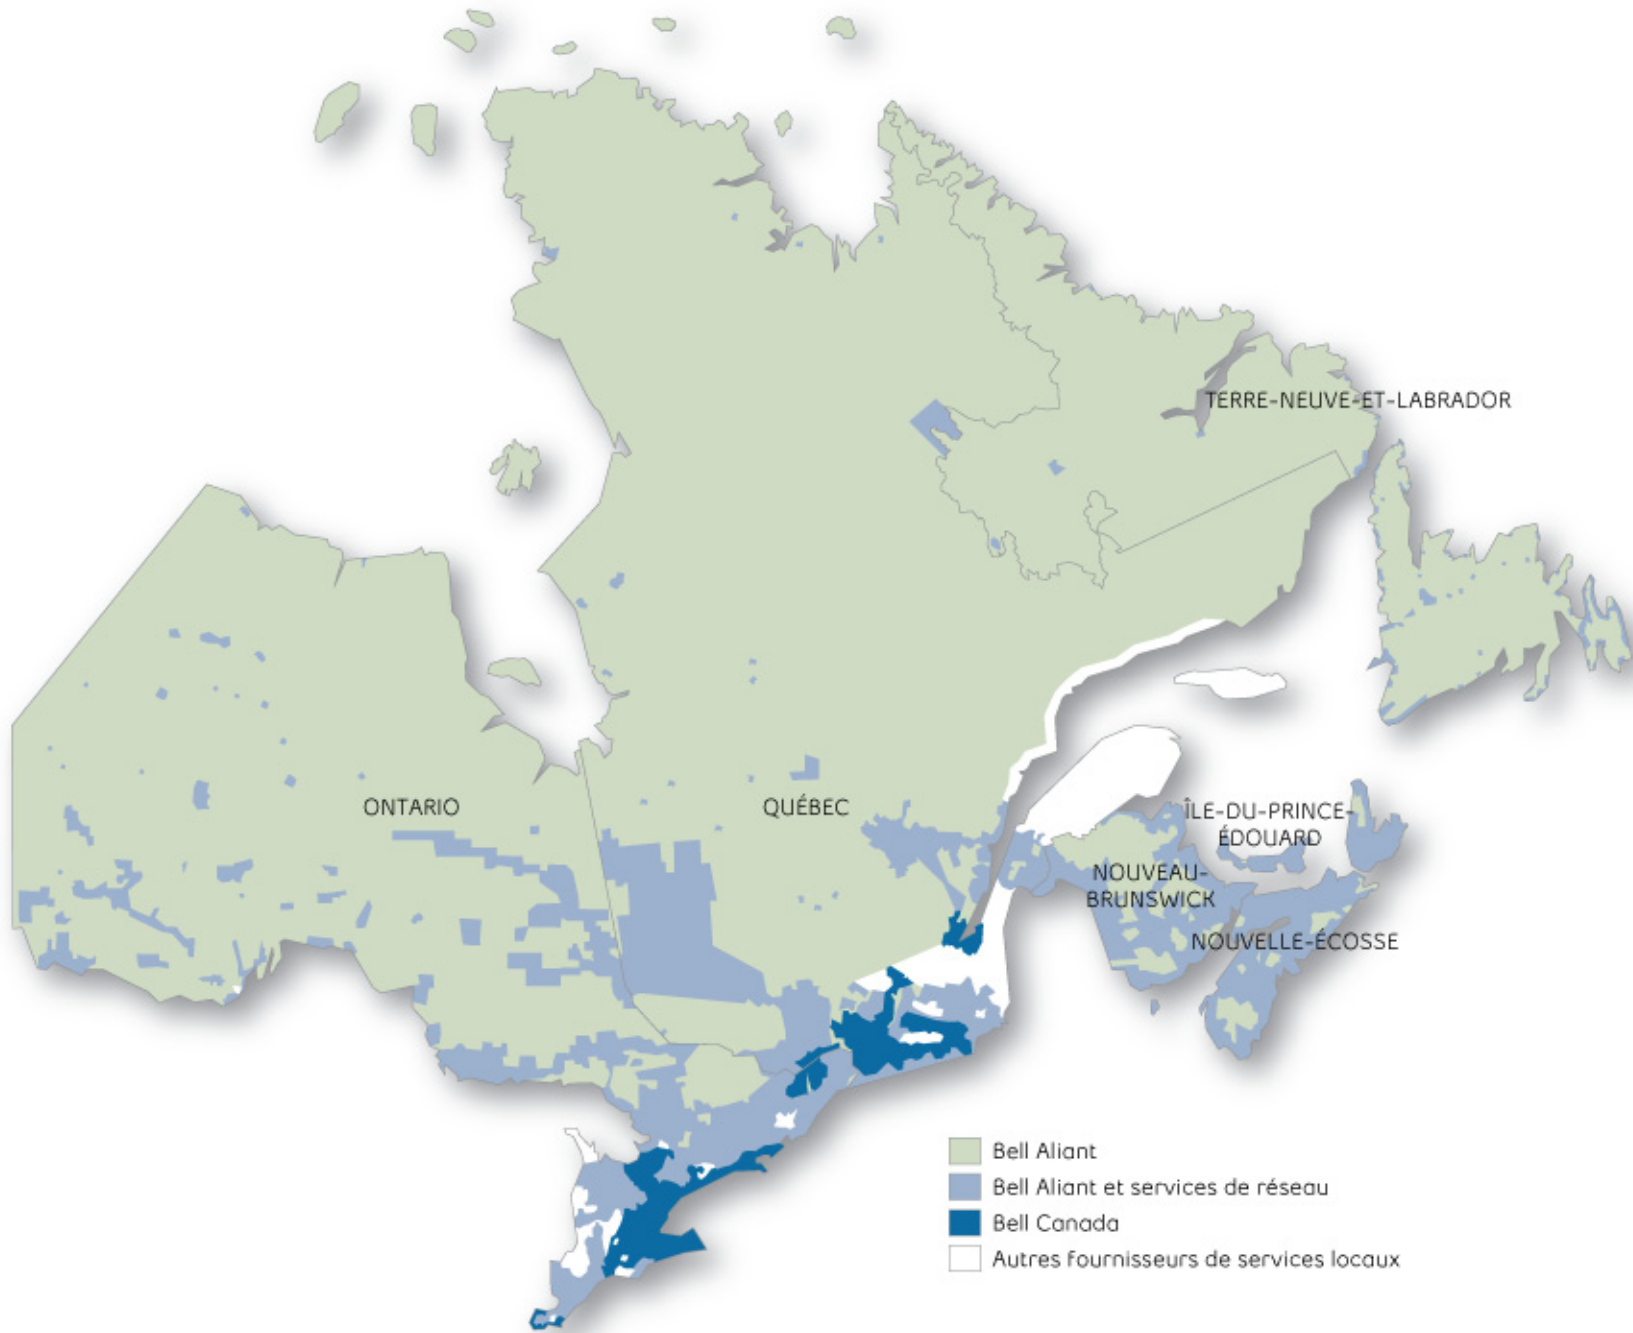 TERRE-NEUVE-ET-LABRADOR
ONTARIO
QUÉBEC
ÎLE-DU-PRINCE-
ÉDOUARD
NOUVEAU-
BRUNSWICK
NOUVELLE-ÉCOSSE
Bell Aliant
Bell Aliant et services de réseau
Bell Canada
Autres fournisseurs de services locaux